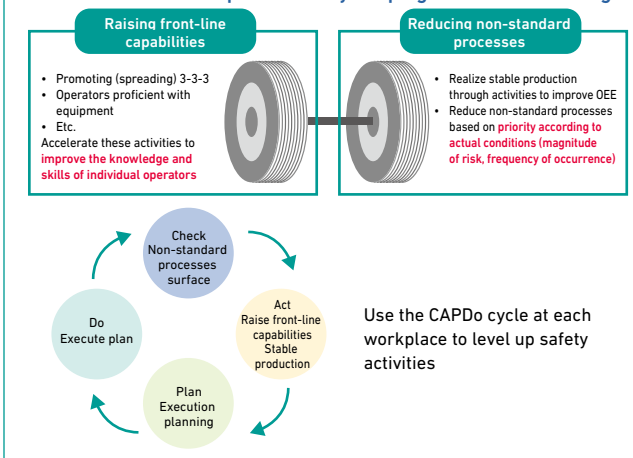 Raising front-line
capabilities
• Promoting (spreading) 3-3-3
• Operators proficient with
equipment
• Etc.
Accelerate these activities to
improve the knowledge and
skills of individual operators
Reducing non-standard
processes
• Realize stable production
through activities to improve OEE
• Reduce non-standard processes
based on priority according to
actual conditions (magnitude
of risk, frequency of occurrence)
Check
Non-standard
processes
surface
Act
Raise front-line
capabilities
Stable
production
Plan
Execution
planning
Do
Execute plan
Use the CAPDo cycle at each
workplace to level up safety
activities